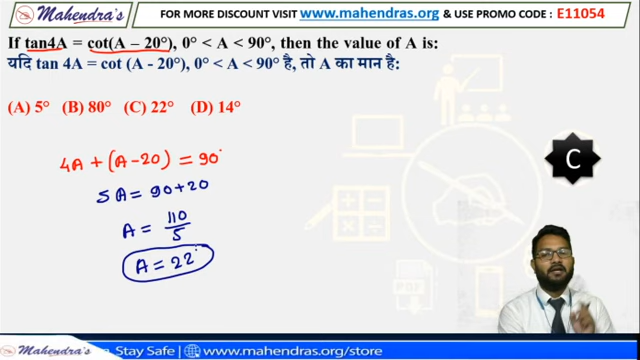 Mahendra's
FOR MORE DISCOUNT VISIT www.mahendras.org & USE PROMO CODE : E11054
If tan4A = cot(A – 20°), 0° < A < 90°, then the value of A is:
यदि tan 4A = cot (A - 20°), 0° < A < 90° है, तो A का मान है:
(A) 5° (B) 80° (C) 22° (D) 14°
4A + (A-20) = 90°
5A = 90+20
A = 110/5
A = 22°
C
PDF
Mahendra's
Stay Safe | www.mahendras.org/store